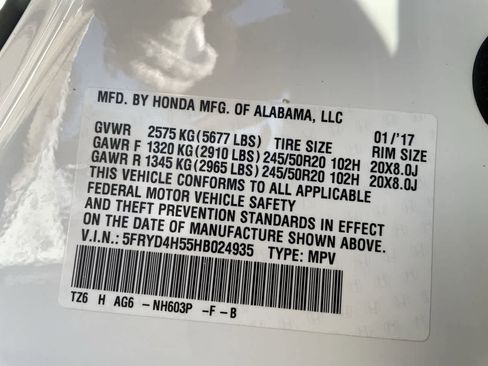 MFD. BY HONDA MFG. OF ALABAMA, LLC
01/'17
GVWR 2575 KG(5677 LBS) TIRE SIZE RIM SIZE
GAWR F 1320 KG(2910 LBS) 245/50R20 102H 20X8.0J
GAWR R 1345 KG(2965 LBS) 245/50R20 102H 20X8.0J
THIS VEHICLE CONFORMS TO ALL APPLICABLE
FEDERAL MOTOR VEHICLE SAFETY
AND THEFT PREVENTION STANDARDS IN EFFECT
ON THE DATE OF MANUFACTURE SHOWN ABOVE.
V.I.N.: 5FRYD4H55HB024935 TYPE: MPV
TZ6 H AG6 - NH603P - F - B